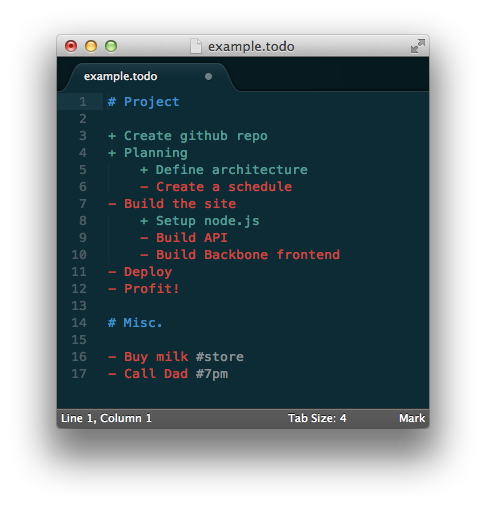 example.todo
example.todo
1 # Project
2
3 + Create github repo
4 + Planning
5     + Define architecture
6     - Create a schedule
7 - Build the site
8     + Setup node.js
9     - Build API
10     - Build Backbone frontend
11 - Deploy
12 - Profit!
13
14 # Misc.
15
16 - Buy milk #store
17 - Call Dad #7pm
Line 1, Column 1 Tab Size: 4 Mark